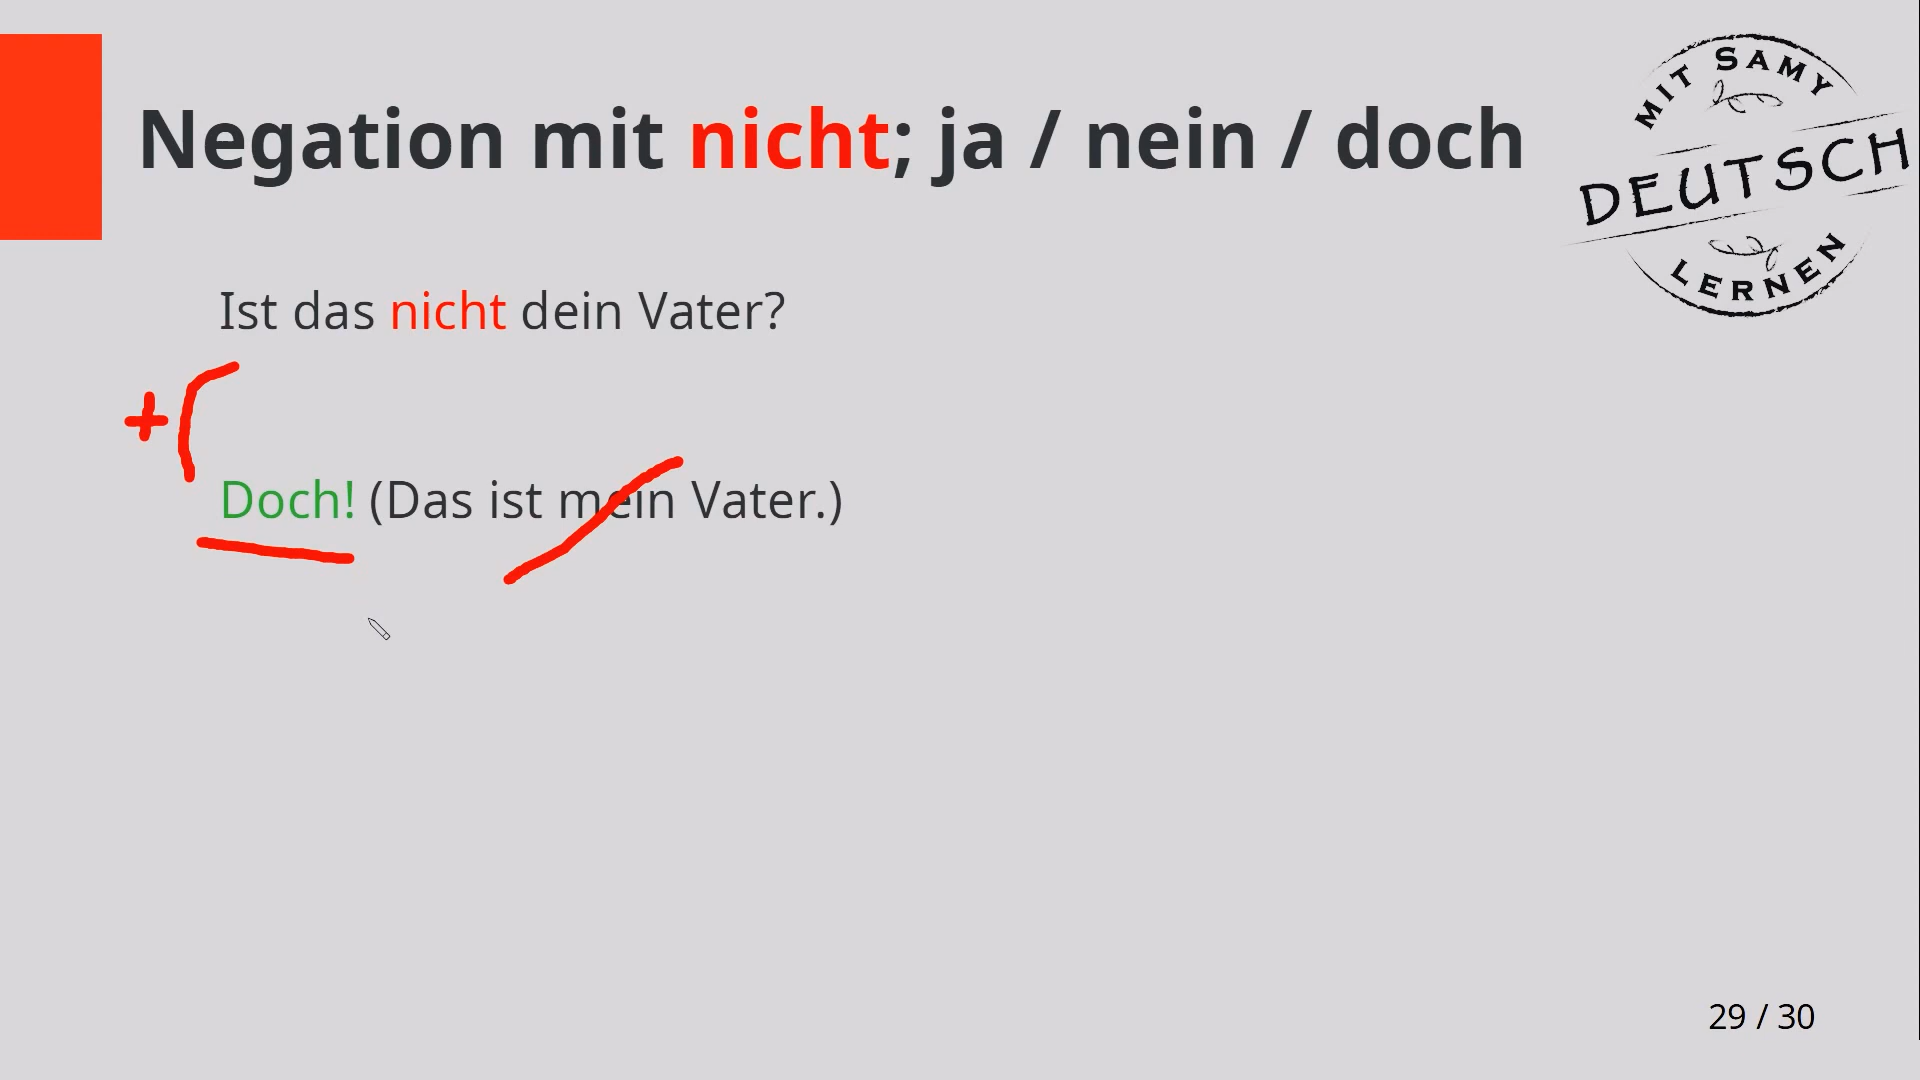 Negation mit nicht; ja / nein / doch
MIT SAMY
DEUTSCH
LERNEN
Ist das nicht dein Vater?
+
Doch! (Das ist mein Vater.)
29 / 30